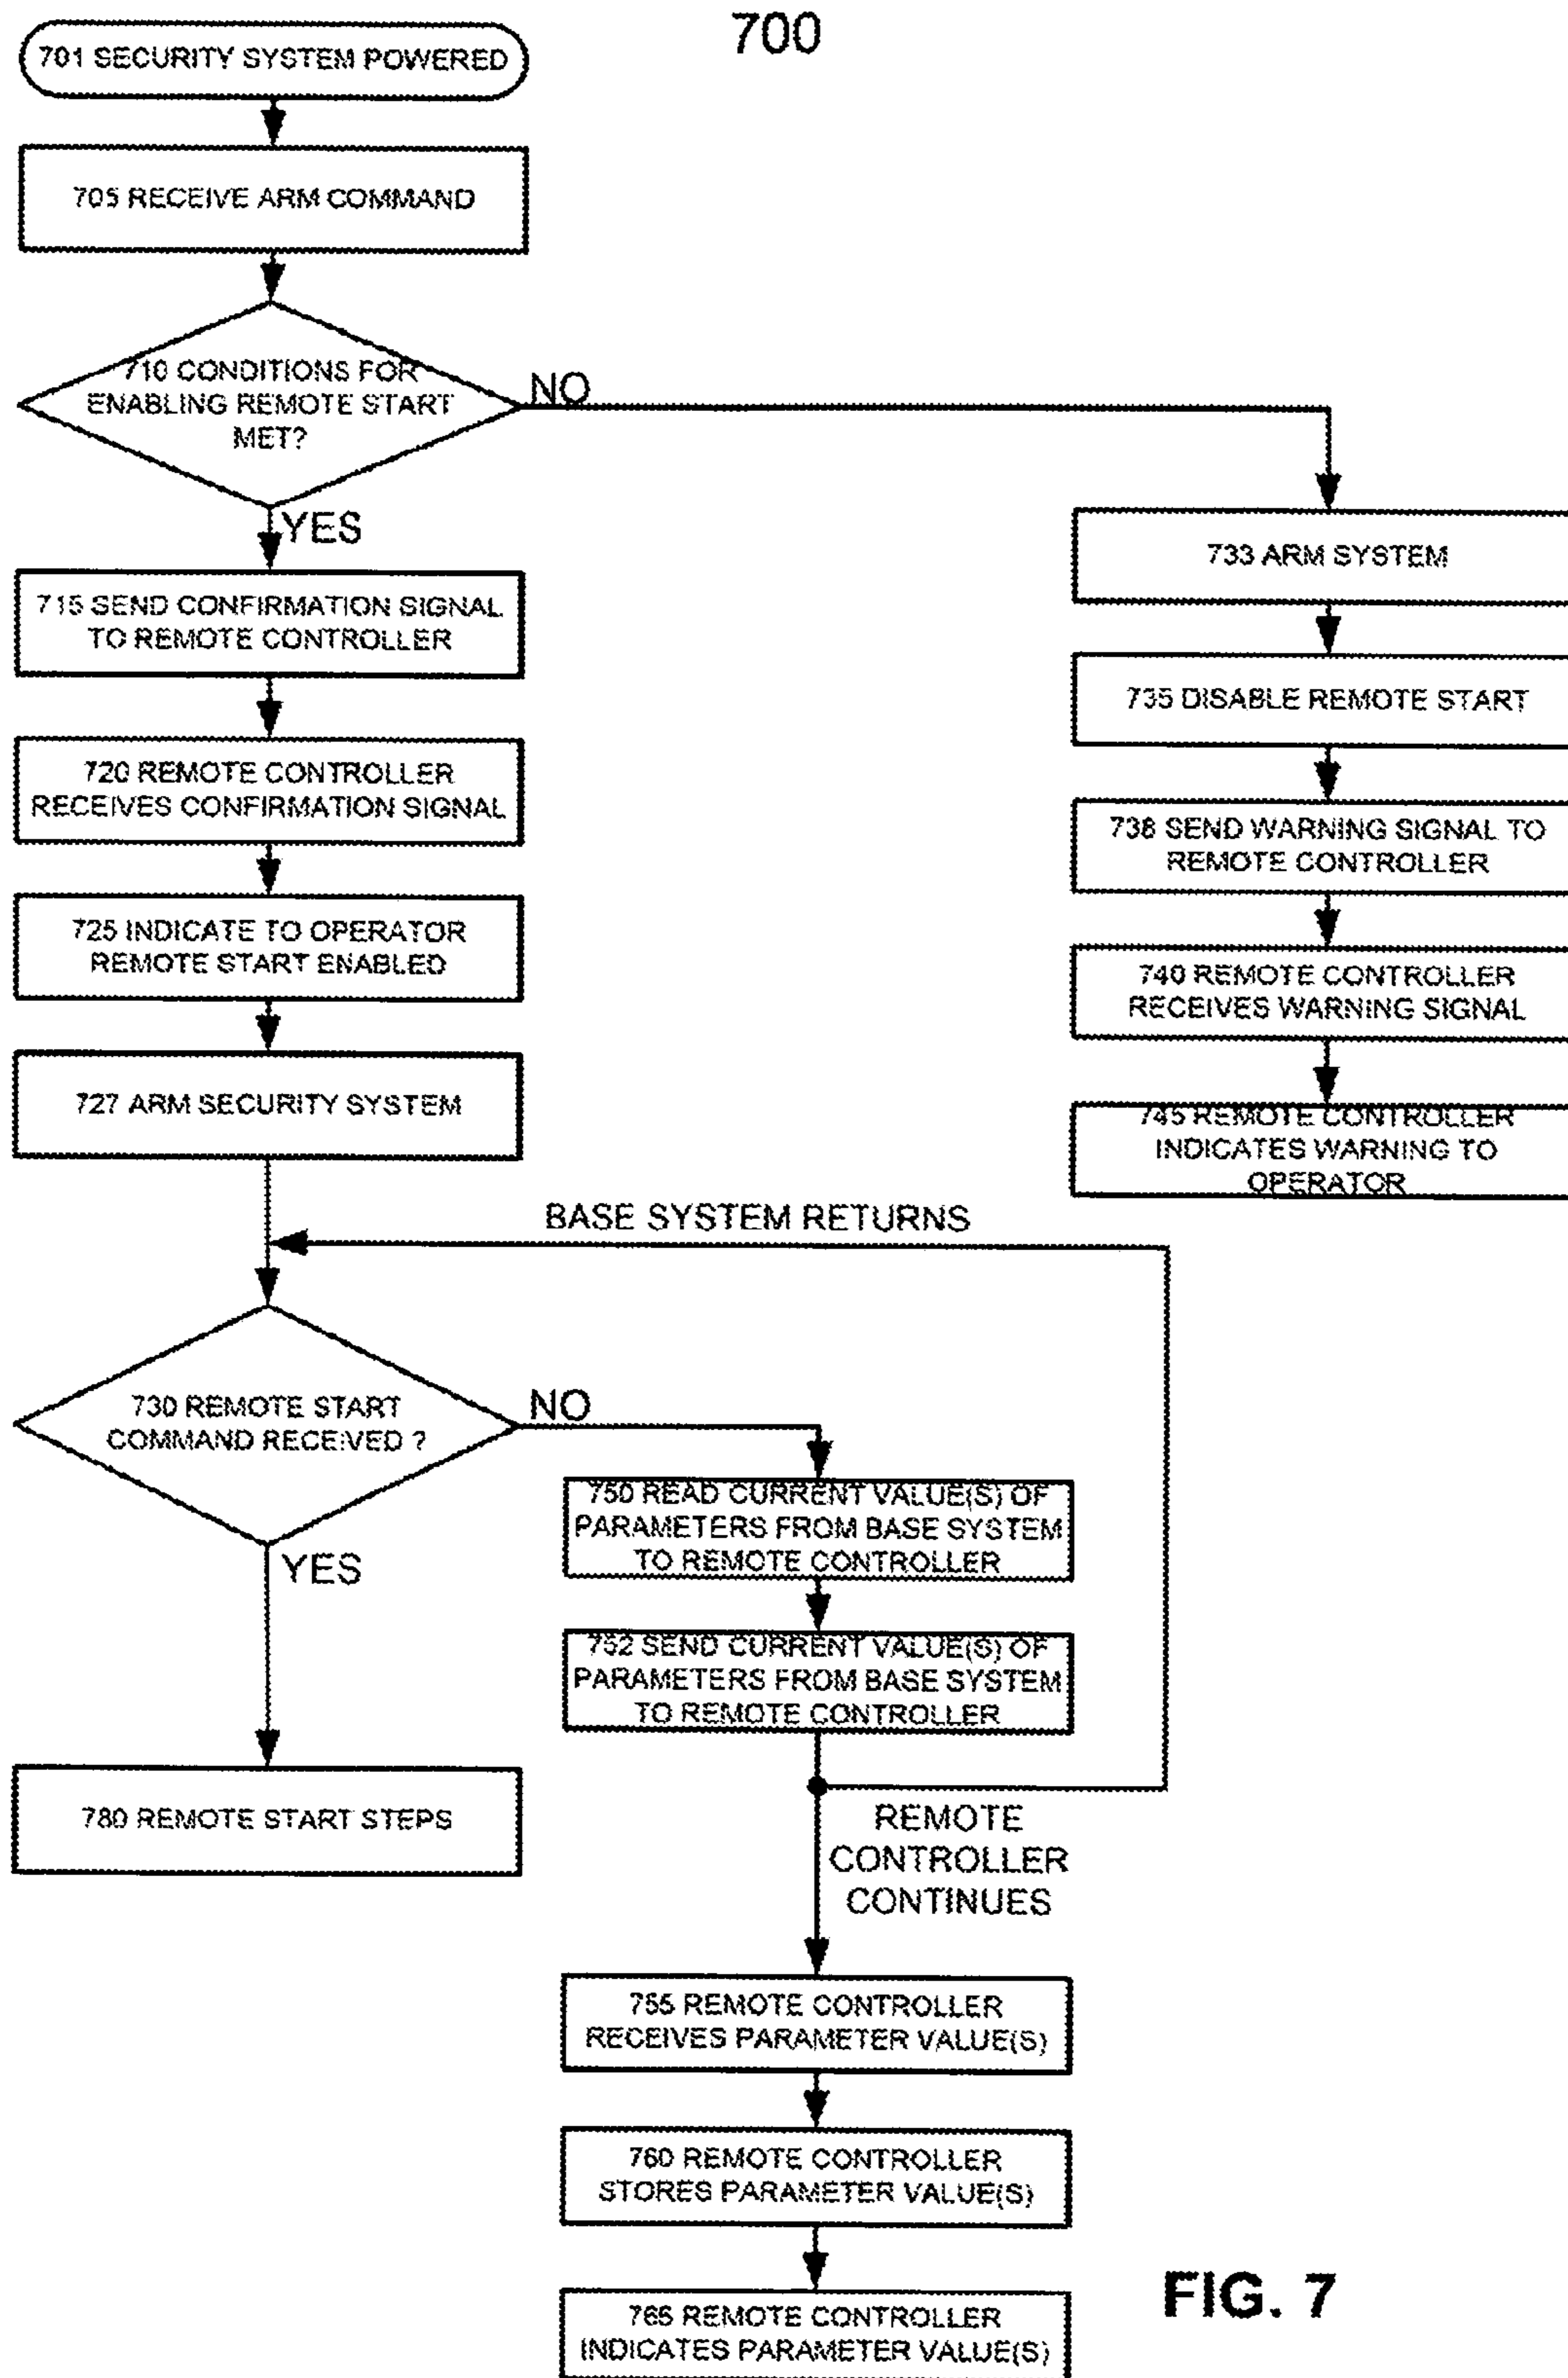 700
701 SECURITY SYSTEM POWERED
705 RECEIVE ARM COMMAND
710 CONDITIONS FOR
ENABLING REMOTE START
MET?
NO
YES
715 SEND CONFIRMATION SIGNAL
TO REMOTE CONTROLLER
720 REMOTE CONTROLLER
RECEIVES CONFIRMATION SIGNAL
725 INDICATE TO OPERATOR
REMOTE START ENABLED
727 ARM SECURITY SYSTEM
733 ARM SYSTEM
735 DISABLE REMOTE START
738 SEND WARNING SIGNAL TO
REMOTE CONTROLLER
740 REMOTE CONTROLLER
RECEIVES WARNING SIGNAL
745 REMOTE CONTROLLER
INDICATES WARNING TO
OPERATOR
BASE SYSTEM RETURNS
730 REMOTE START
COMMAND RECEIVED ?
NO
YES
750 READ CURRENT VALUE(S) OF
PARAMETERS FROM BASE SYSTEM
TO REMOTE CONTROLLER
752 SEND CURRENT VALUE(S) OF
PARAMETERS FROM BASE SYSTEM
TO REMOTE CONTROLLER
780 REMOTE START STEPS
REMOTE
CONTROLLER
CONTINUES
755 REMOTE CONTROLLER
RECEIVES PARAMETER VALUE(S)
760 REMOTE CONTROLLER
STORES PARAMETER VALUE(S)
765 REMOTE CONTROLLER
INDICATES PARAMETER VALUE(S)
FIG. 7